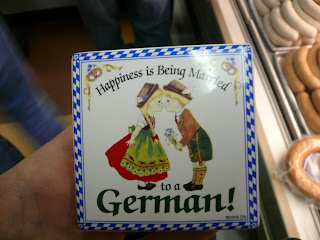 Happiness is Being Married
to a
German!